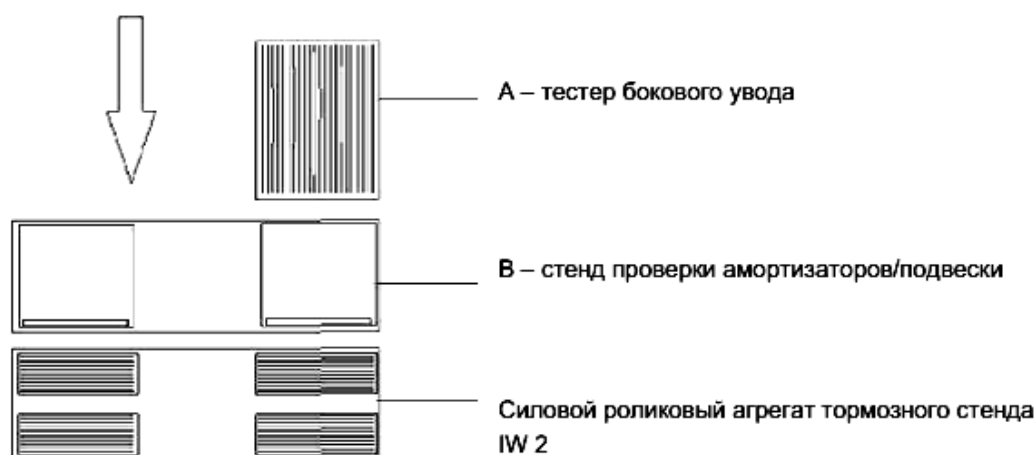 А – тестер бокового увода
В – стенд проверки амортизаторов/подвески
Силовой роликовый агрегат тормозного стенда
IW 2